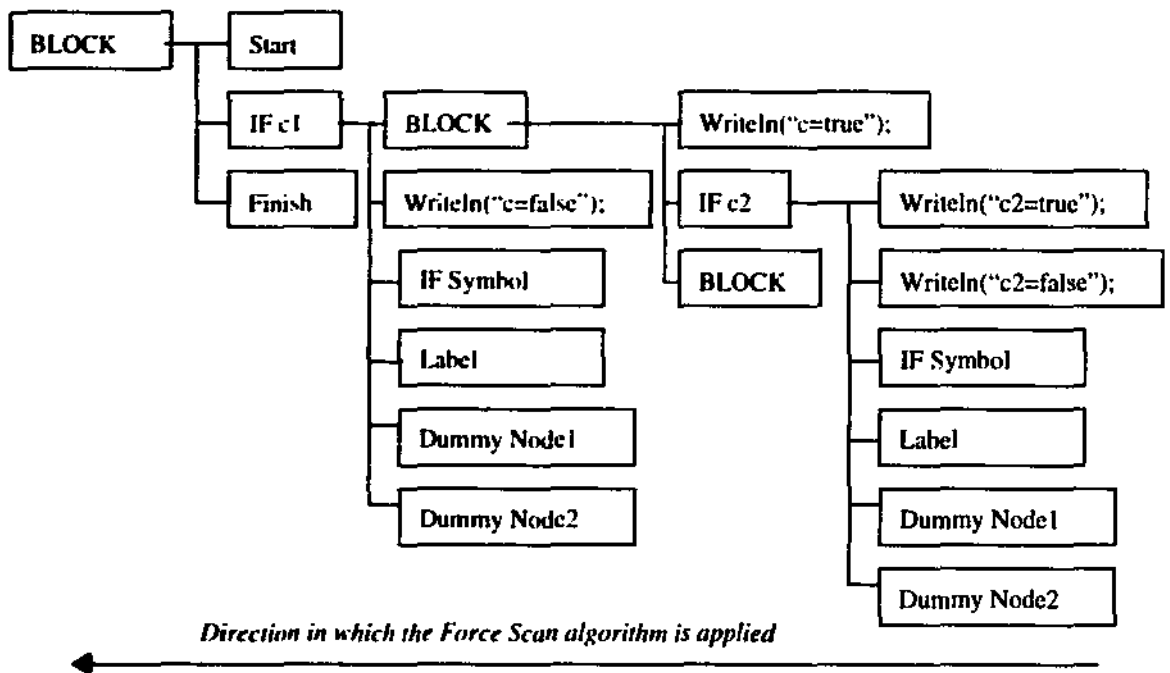 BLOCK
Start
IF c1
BLOCK
Writeln("c=true");
Finish
Writeln("c=false");
IF c2
Writeln("c2=true");
IF Symbol
BLOCK
Writeln("c2=false");
Label
IF Symbol
Dummy Node1
Label
Dummy Node2
Dummy Node1
Dummy Node2
Direction in which the Force Scan algorithm is applied